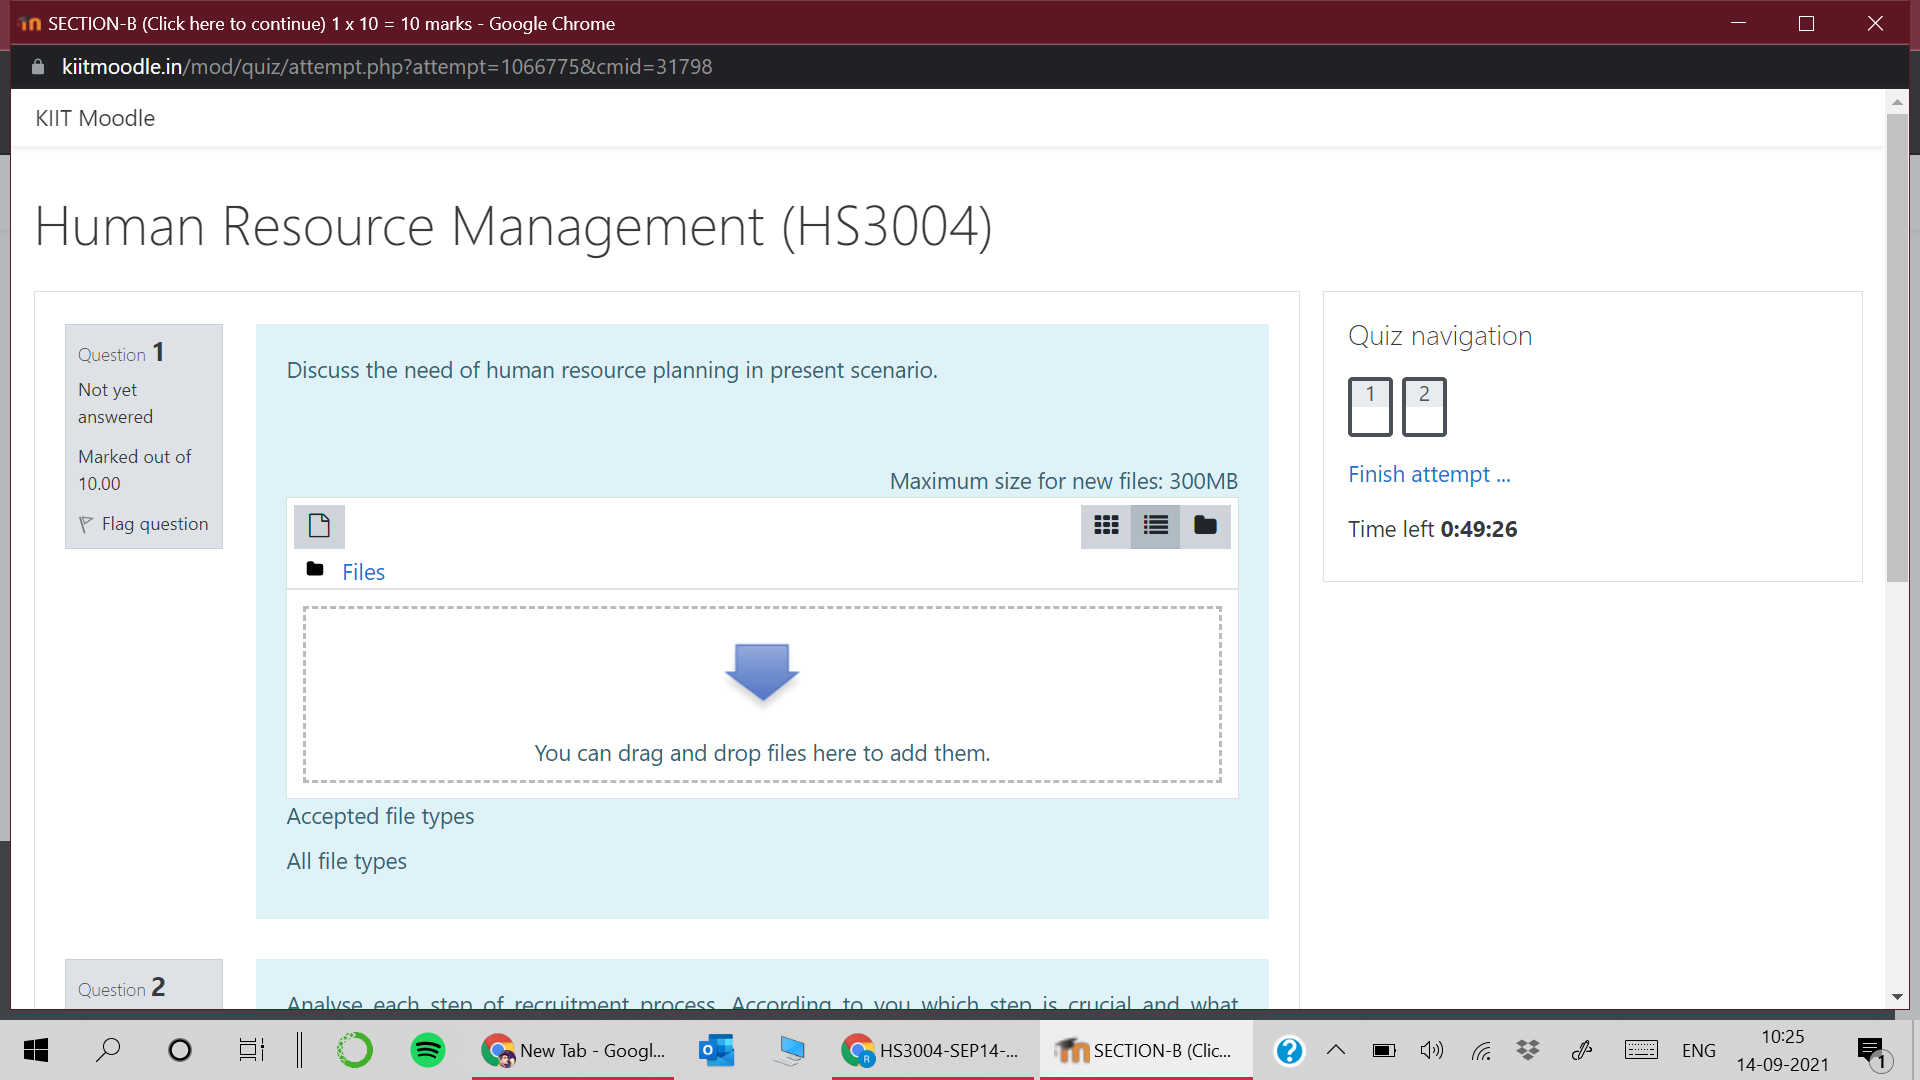 SECTION-B (Click here to continue) 1 x 10 = 10 marks - Google Chrome
kiitmoodle.in/mod/quiz/attempt.php?attempt=1066775&cmid=31798
KIIT Moodle
Human Resource Management (HS3004)
Question 1
Not yet
answered
Marked out of
10.00
Flag question
Discuss the need of human resource planning in present scenario.
Maximum size for new files: 300MB
Files
You can drag and drop files here to add them.
Accepted file types
All file types
Quiz navigation
1 2
Finish attempt ...
Time left 0:49:26
Question 2
Analyse each step of recruitment process. According to you which step is crucial and what
New Tab - Googl...
HS3004-SEP14-...
SECTION-B (Clic...
ENG
10:25
14-09-2021
1